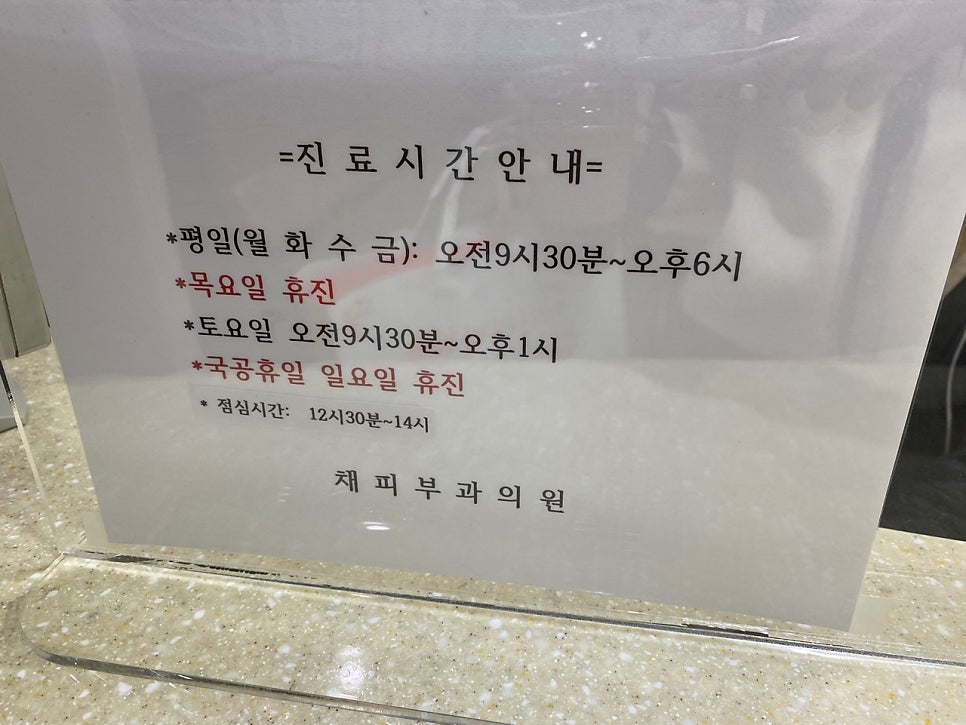 =진 료 시 간 안 내=
*평일(월 화 수 금): 오전9시30분~오후6시
*목요일 휴진
*토요일 오전9시30분~오후1시
*국공휴일 일요일 휴진
* 점심시간: 12시30분~14시
채 피 부 과 의 원